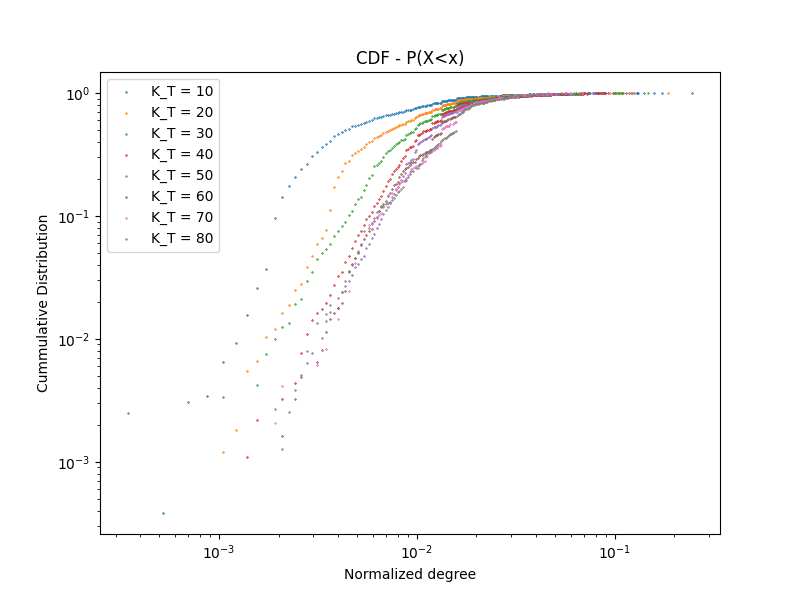 CDF - P(X<x)
K_T = 10
K_T = 20
K_T = 30
K_T = 40
K_T = 50
K_T = 60
K_T = 70
K_T = 80
Cummulative Distribution
10⁰
10⁻¹
10⁻²
10⁻³
10⁻³ 10⁻² 10⁻¹
Normalized degree